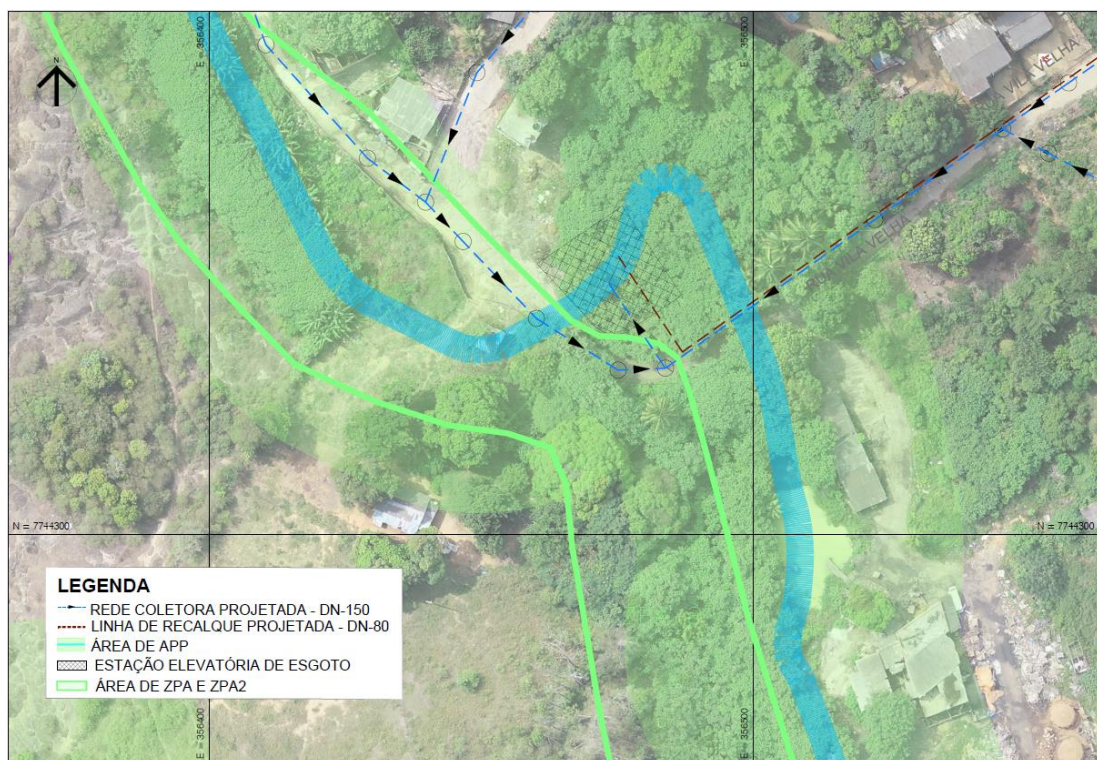 E = 356400
E = 356500
N
VILA VELHA
VILA VELHA
N = 7744300
N = 7744300
LEGENDA
REDE COLETORA PROJETADA - DN-150
LINHA DE RECALQUE PROJETADA - DN-80
ÁREA DE APP
ESTAÇÃO ELEVATÓRIA DE ESGOTO
ÁREA DE ZPA E ZPA2
E = 356400
E = 356500